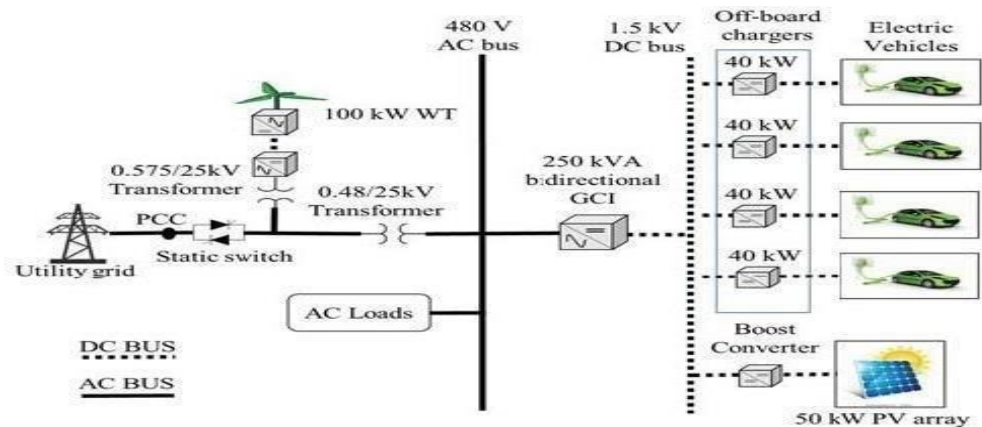 480 V
AC bus
1.5 kV
DC bus
Off-board
chargers
Electric
Vehicles
40 kW
100 kW WT
40 kW
0.575/25kV
Transformer
250 kVA
bidirectional
GCI
0.48/25kV
Transformer
40 kW
PCC
Static switch
Utility grid
40 kW
AC Loads
Boost
Converter
DC BUS
AC BUS
50 kW PV array